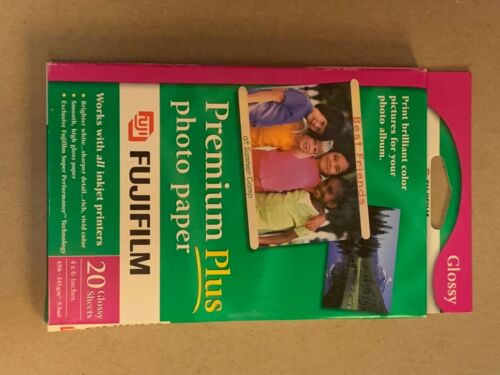 Glossy
Print Brilliant color
pictures for your
photo album.
Best Friends
at Summer Camp
Premium Plus
photo paper
FUJI
FUJIFILM
Works with all inkjet printers
• Brighter white...sharper detail...rich, vivid color
• Smooth, high gloss paper
• Exclusive Fujifilm Super Performance™ Technology
20 Glossy
Sheets
4 x 6 inches